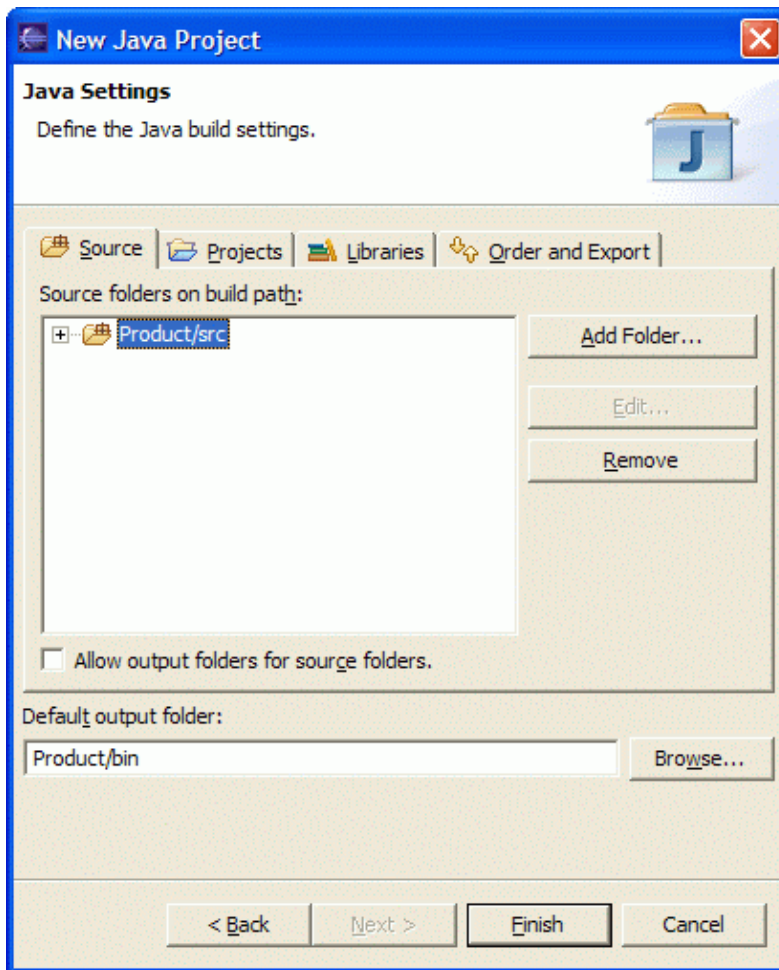 New Java Project
Java Settings
Define the Java build settings.
Source Projects Libraries Order and Export
Source folders on build path:
Product/src
Add Folder...
Edit...
Remove
Allow output folders for source folders.
Default output folder:
Product/bin Browse...
< Back Next > Finish Cancel